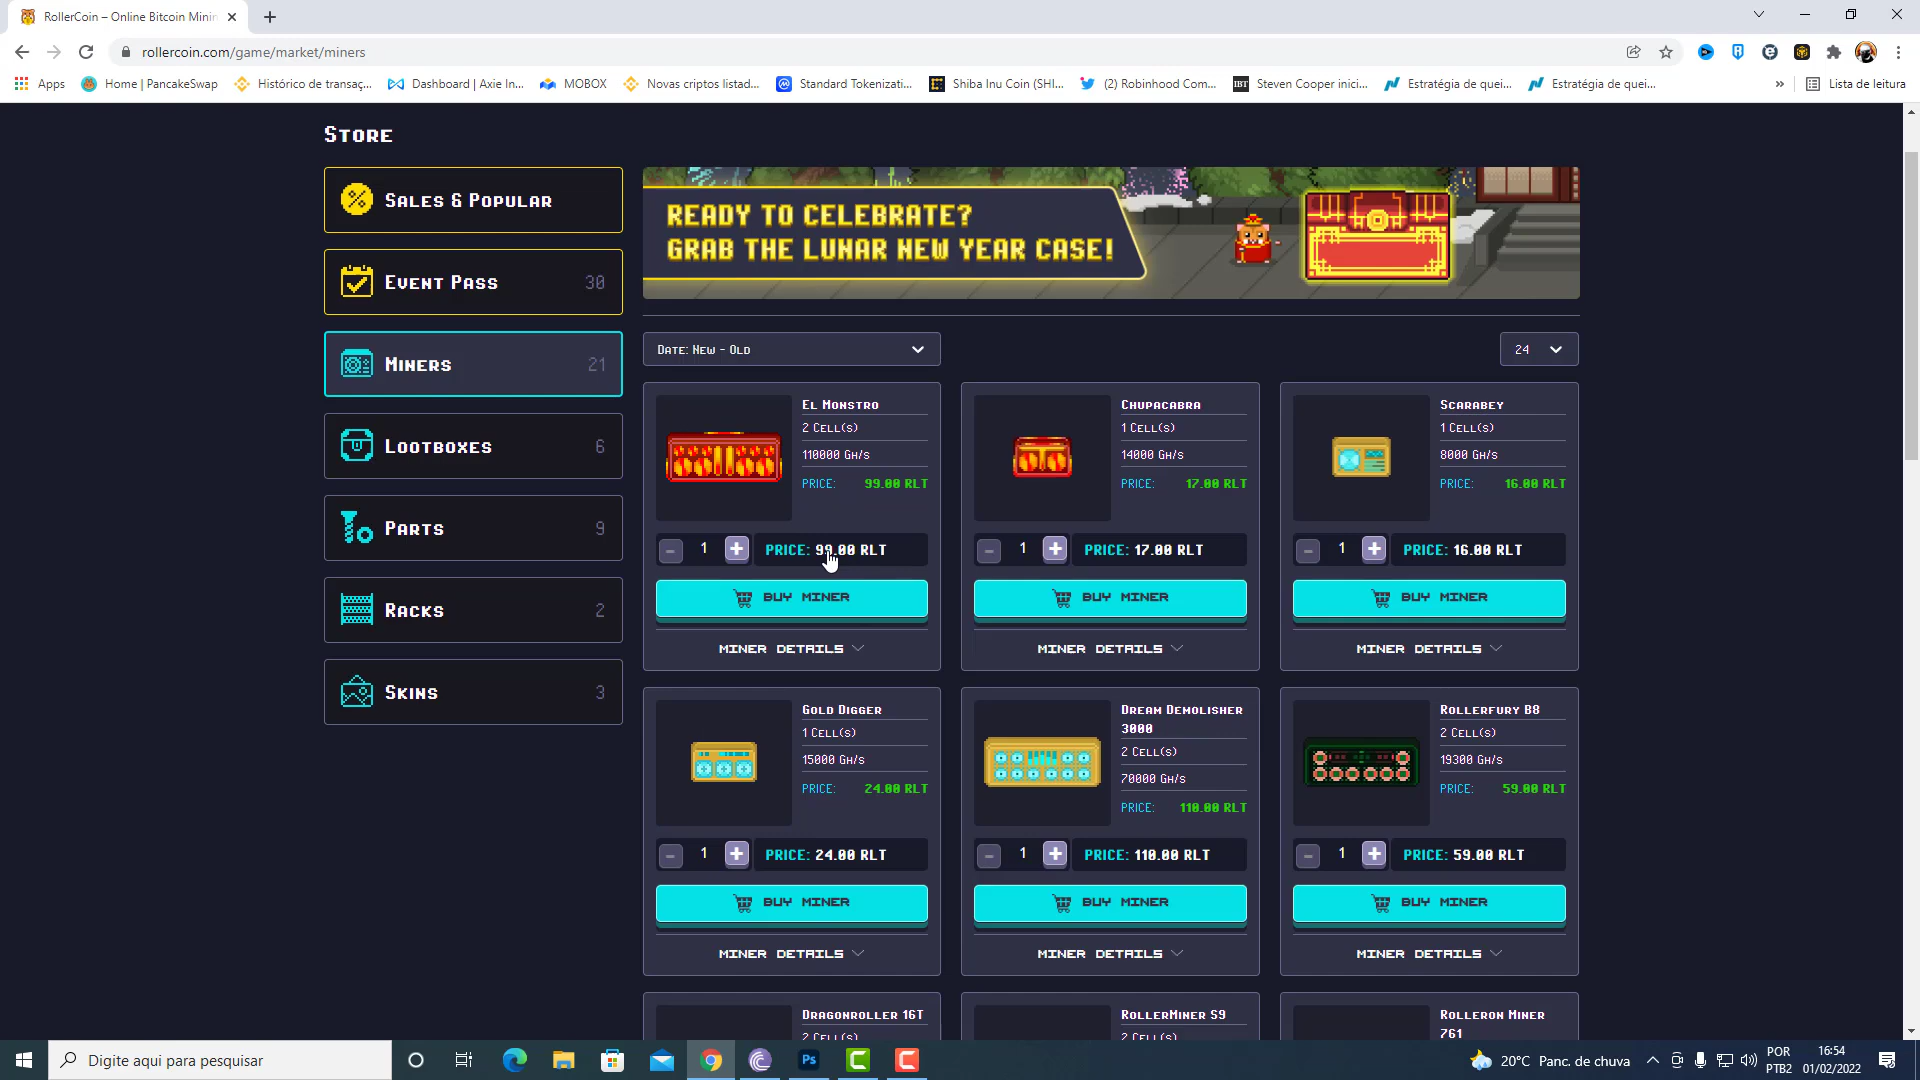 RollerCoin – Online Bitcoin Minin
rollercoin.com/game/market/miners
Apps
Home | PancakeSwap
Histórico de transaç...
Dashboard | Axie In...
MOBOX
Novas criptos listad...
Standard Tokenizati...
Shiba Inu Coin (SHI...
(2) Robinhood Com...
IBT
Steven Cooper inici...
Estratégia de quei...
Estratégia de quei...
»
Lista de leitura
Store
Sales & Popular
Event Pass 30
Miners 21
Lootboxes 6
Parts 9
Racks 2
Skins 3
READY TO CELEBRATE?
GRAB THE LUNAR NEW YEAR CASE!
Date: New - Old
24
El Monstro
2 Cell(s)
110000 Gh/s
PRICE: 99.00 RLT
- 1 + PRICE: 99.00 RLT
BUY MINER
MINER DETAILS
Chupacabra
1 Cell(s)
14000 Gh/s
PRICE: 17.00 RLT
- 1 + PRICE: 17.00 RLT
BUY MINER
MINER DETAILS
Scarabey
1 Cell(s)
8000 Gh/s
PRICE: 16.00 RLT
- 1 + PRICE: 16.00 RLT
BUY MINER
MINER DETAILS
Gold Digger
1 Cell(s)
15000 Gh/s
PRICE: 24.00 RLT
- 1 + PRICE: 24.00 RLT
BUY MINER
MINER DETAILS
Dream Demolisher
3000
2 Cell(s)
70000 Gh/s
PRICE: 110.00 RLT
- 1 + PRICE: 110.00 RLT
BUY MINER
MINER DETAILS
Rollerfury B8
2 Cell(s)
19300 Gh/s
PRICE: 59.00 RLT
- 1 + PRICE: 59.00 RLT
BUY MINER
MINER DETAILS
Dragonroller 16T
2 Cell(s)
RollerMiner S9
2 Cell(s)
Rolleron Miner
761
Digite aqui para pesquisar
Ps
20°C Panc. de chuva
POR
PTB2
16:54
01/02/2022